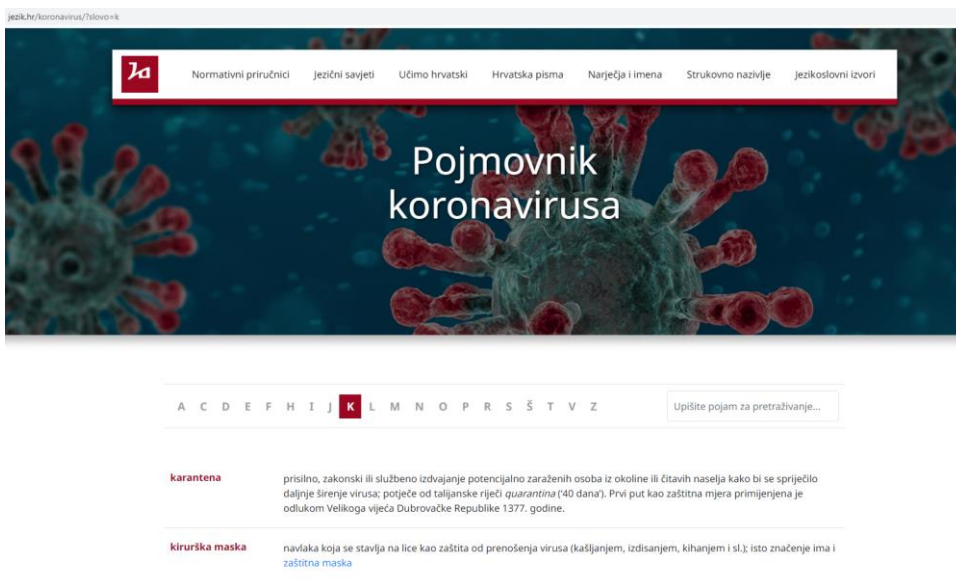 jezik.hr/koronavirus/?slovo=k
Ja
Normativni priručnici Jezični savjeti Učimo hrvatski Hrvatska pisma Narječja i imena Strukovno nazivlje Jezikoslovni izvori
Pojmovnik
koronavirusa
A C D E F H I J K L M N O P R S Š T V Z Upišite pojam za pretraživanje...
karantena prisilno, zakonski ili službeno izdvajanje potencijalno zaraženih osoba iz okoline ili čitavih naselja kako bi se spriječilo
daljnje širenje virusa; potječe od talijanske riječi quarantina ('40 dana'). Prvi put kao zaštitna mjera primijenjena je
odlukom Velikoga vijeća Dubrovačke Republike 1377. godine.
kirurška maska navlaka koja se stavlja na lice kao zaštita od prenošenja virusa (kašljanjem, izdisanjem, kihanjem i sl.); isto značenje ima i
zaštitna maska